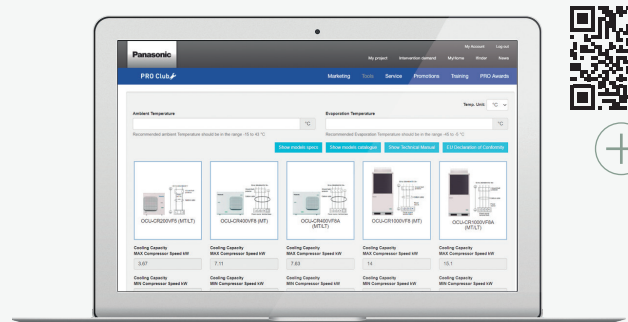 My Account Log out
Panasonic
My project Intervention demand My items finder News
PRO Club
Marketing Tools Service Promotions Training PRO Awards
Temp. Unit: °C
Ambient Temperature Evaporation Temperature
°C °C
Recommended ambient Temperature should be in the range -15 to 43 °C Recommended Evaporation Temperature should be in the range -45 to -5 °C
Show models specs Show models catalogue Show Technical Manual EU Declaration of Conformity
OCU-CR200VF5 (MT/LT) OCU-CR400VF8 (MT) OCU-CR400VF8A (MT/LT) OCU-CR1000VF8 (MT) OCU-CR1000VF8A (MT/LT)
Cooling Capacity Cooling Capacity Cooling Capacity Cooling Capacity Cooling Capacity
MAX Compressor Speed kW MAX Compressor Speed kW MAX Compressor Speed kW MAX Compressor Speed kW MAX Compressor Speed kW
3.67 7.11 7.63 14 15.1
Cooling Capacity Cooling Capacity Cooling Capacity Cooling Capacity Cooling Capacity
MIN Compressor Speed kW MIN Compressor Speed kW MIN Compressor Speed kW MIN Compressor Speed kW MIN Compressor Speed kW